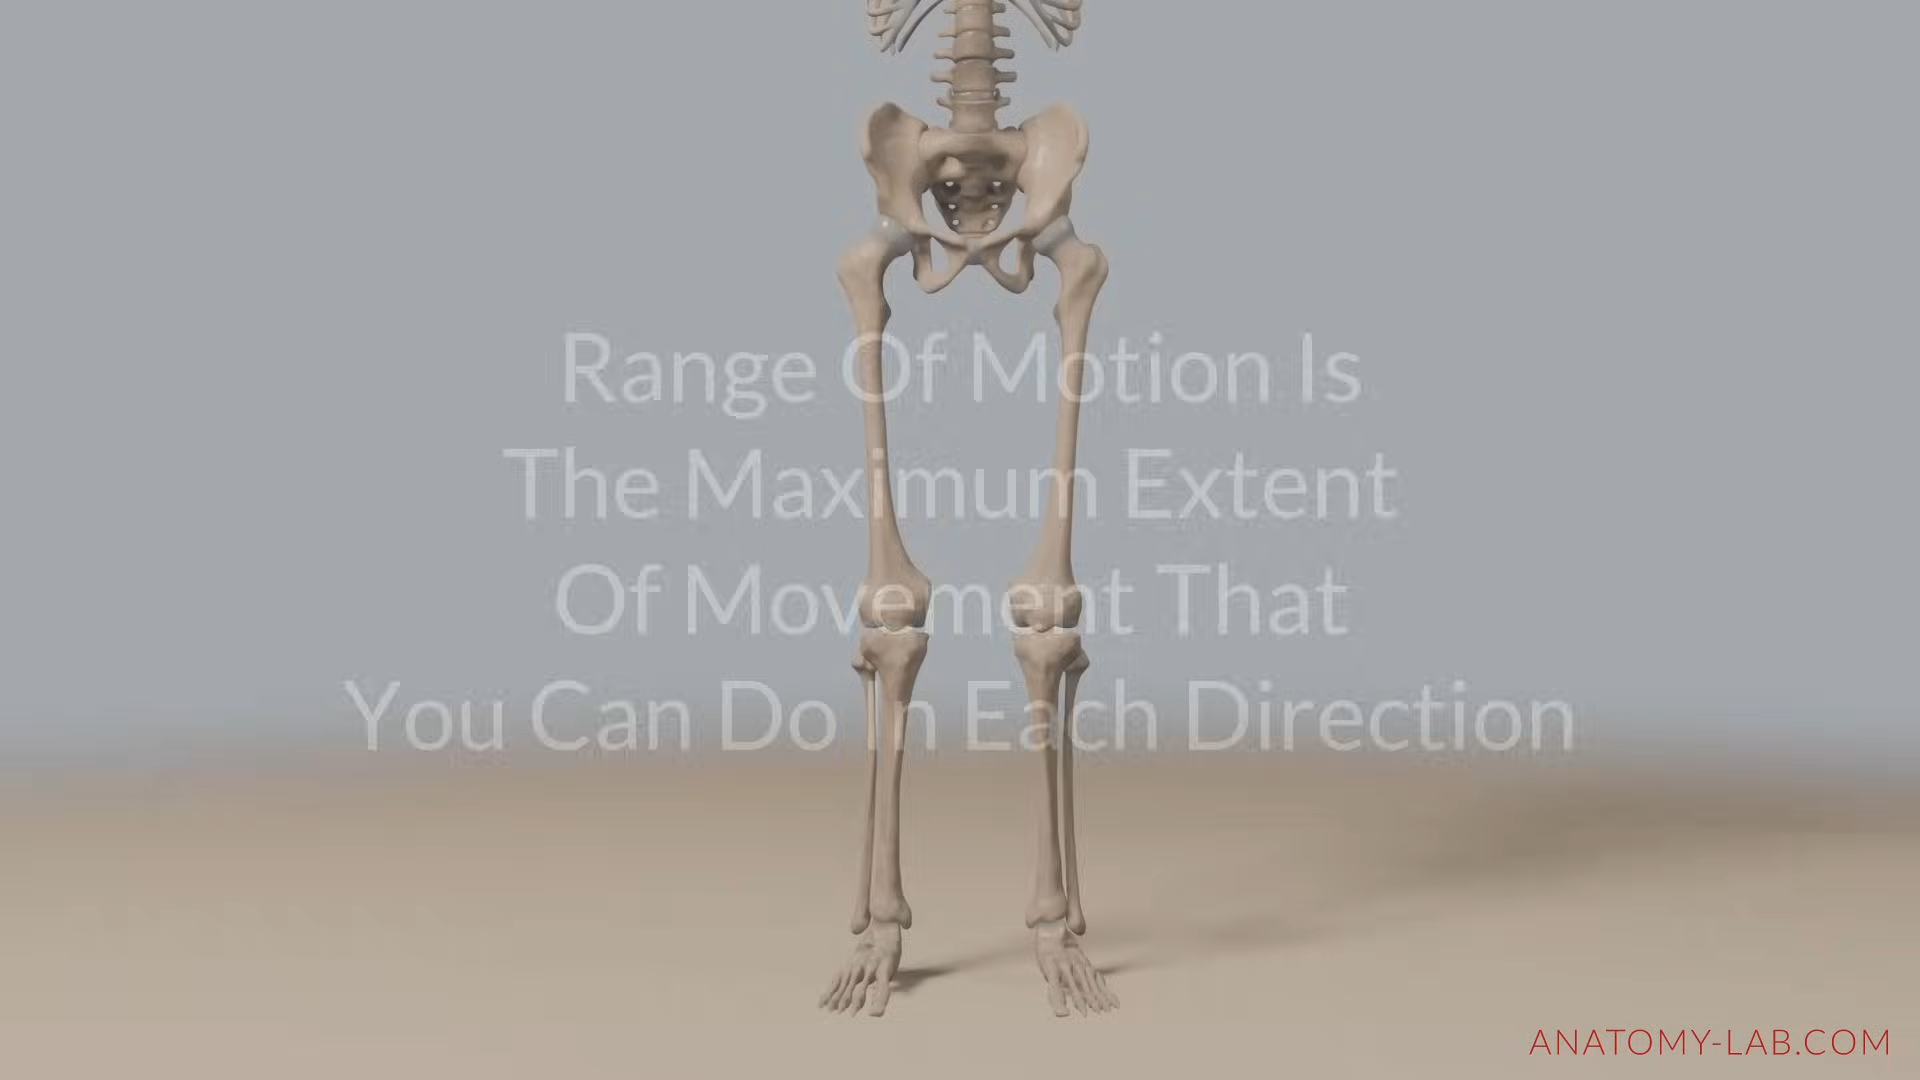 Range Of Motion Is
The Maximum Extent
Of Movement That
You Can Do In Each Direction
ANATOMY-LAB.COM